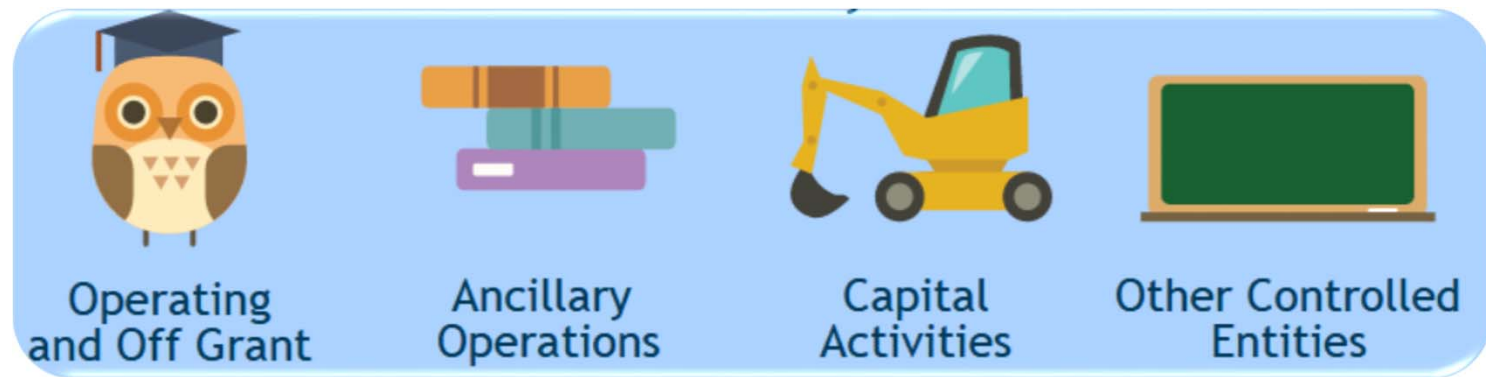 Operating
and Off Grant
Ancillary
Operations
Capital
Activities
Other Controlled
Entities